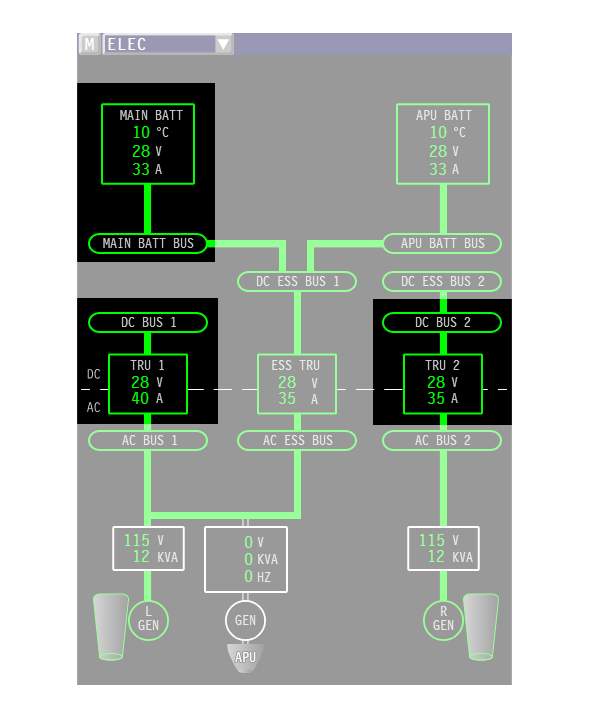 M ELEC
MAIN BATT
10 °C
28 V
33 A
APU BATT
10 °C
28 V
33 A
MAIN BATT BUS
APU BATT BUS
DC ESS BUS 1
DC ESS BUS 2
DC BUS 1
DC BUS 2
TRU 1
28 V
40 A
ESS TRU
28 V
35 A
TRU 2
28 V
35 A
DC
AC
AC BUS 1
AC ESS BUS
AC BUS 2
115 V
12 KVA
0 V
0 KVA
0 HZ
115 V
12 KVA
L
GEN
GEN
R
GEN
APU